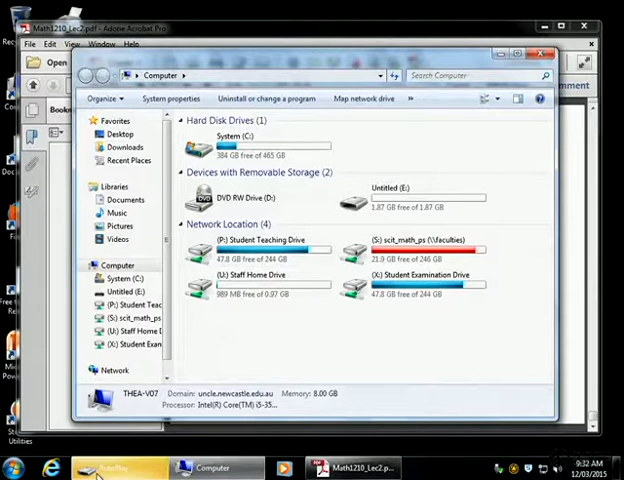 Recy
Math1210_Lec2.pdf - Adobe Acrobat Pro
File Edit View Window Help
Open
Computer
Search Computer
Organize System properties Uninstall or change a program Map network drive »
Bookm
mment
Favorites
Desktop
Downloads
Recent Places
Libraries
Documents
Music
Pictures
Videos
Computer
System (C:)
Untitled (E:)
(P:) Student Teac
(S:) scit_math_ps
(U:) Staff Home D
(X:) Student Exan
Network
Hard Disk Drives (1)
System (C:)
384 GB free of 465 GB
Devices with Removable Storage (2)
DVD RW Drive (D:)
Untitled (E:)
1.87 GB free of 1.87 GB
Network Location (4)
(P:) Student Teaching Drive
47.8 GB free of 244 GB
(S:) scit_math_ps (\\faculties)
21.9 GB free of 246 GB
(U:) Staff Home Drive
989 MB free of 0.97 GB
(X:) Student Examination Drive
47.8 GB free of 244 GB
THEA-V07 Domain: uncle.newcastle.edu.au Memory: 8.00 GB
Processor: Intel(R) Core(TM) i5-35...
Student
Utilities
AutoPlay
Computer
Math1210_Lec2.p...
9:32 AM
12/03/2015